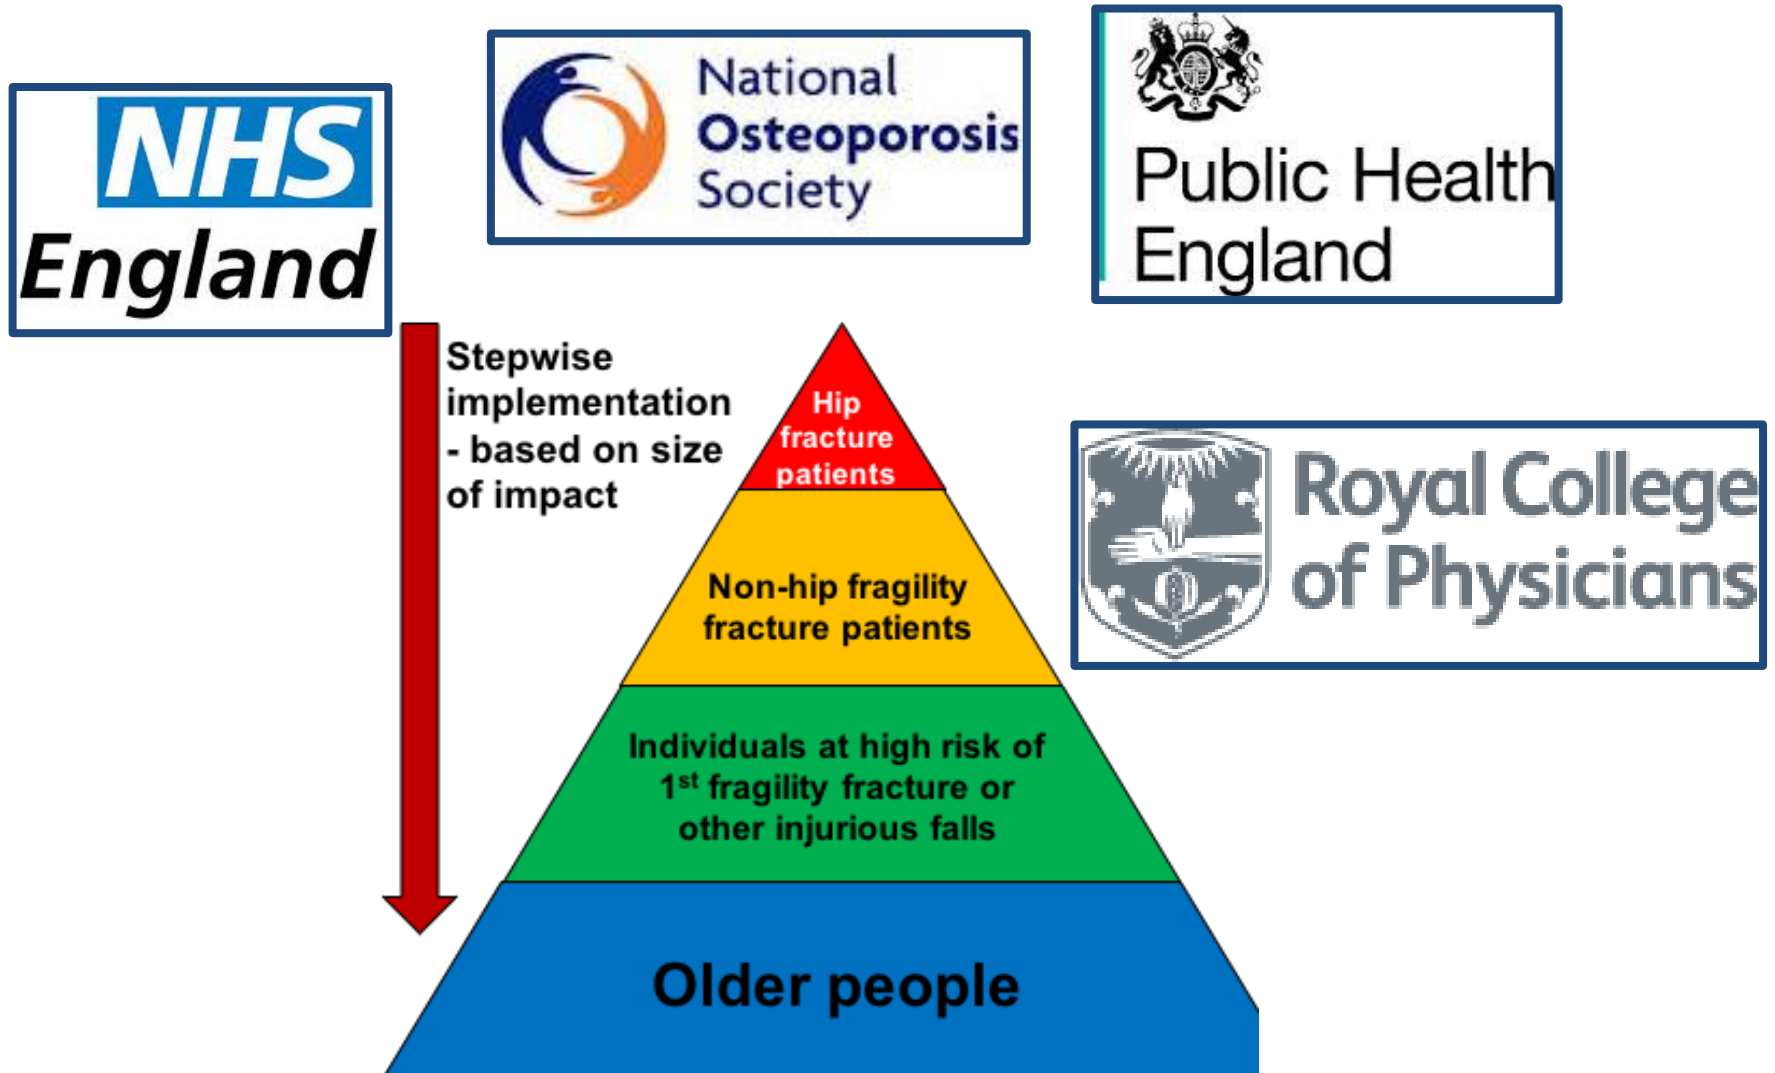 NHS
England
National
Osteoporosis
Society
Public Health
England
Stepwise
implementation
- based on size
of impact
Hip
fracture
patients
Royal College
of Physicians
Non-hip fragility
fracture patients
Individuals at high risk of
1st fragility fracture or
other injurious falls
Older people